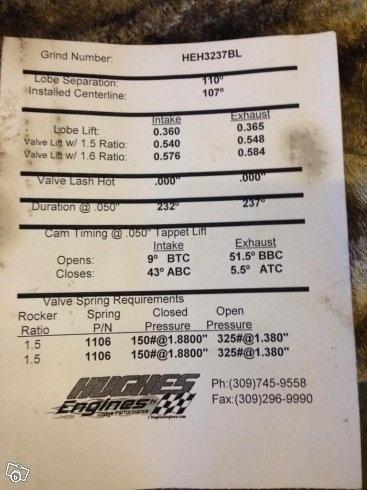 Grind Number: HEH3237BL
Lobe Separation: 110º
Installed Centerline: 107º
Intake Exhaust
Lobe Lift: 0.360 0.365
Valve Lift w/ 1.5 Ratio: 0.540 0.548
Valve Lift w/ 1.6 Ratio: 0.576 0.584
Valve Lash Hot .000" .000"
Duration @ .050" 232º 237º
Cam Timing @ .050" Tappet Lift
Intake Exhaust
Opens: 9º BTC 51.5º BBC
Closes: 43º ABC 5.5º ATC
Valve Spring Requirements
Rocker Spring Closed Open
Ratio P/N Pressure Pressure
1.5 1106 150#@1.8800" 325#@1.380"
1.5 1106 150#@1.8800" 325#@1.380"
HUGHES
Engines Inc
Dodge Performance
HughesEngines.com
Ph:(309)745-9558
Fax:(309)296-9990